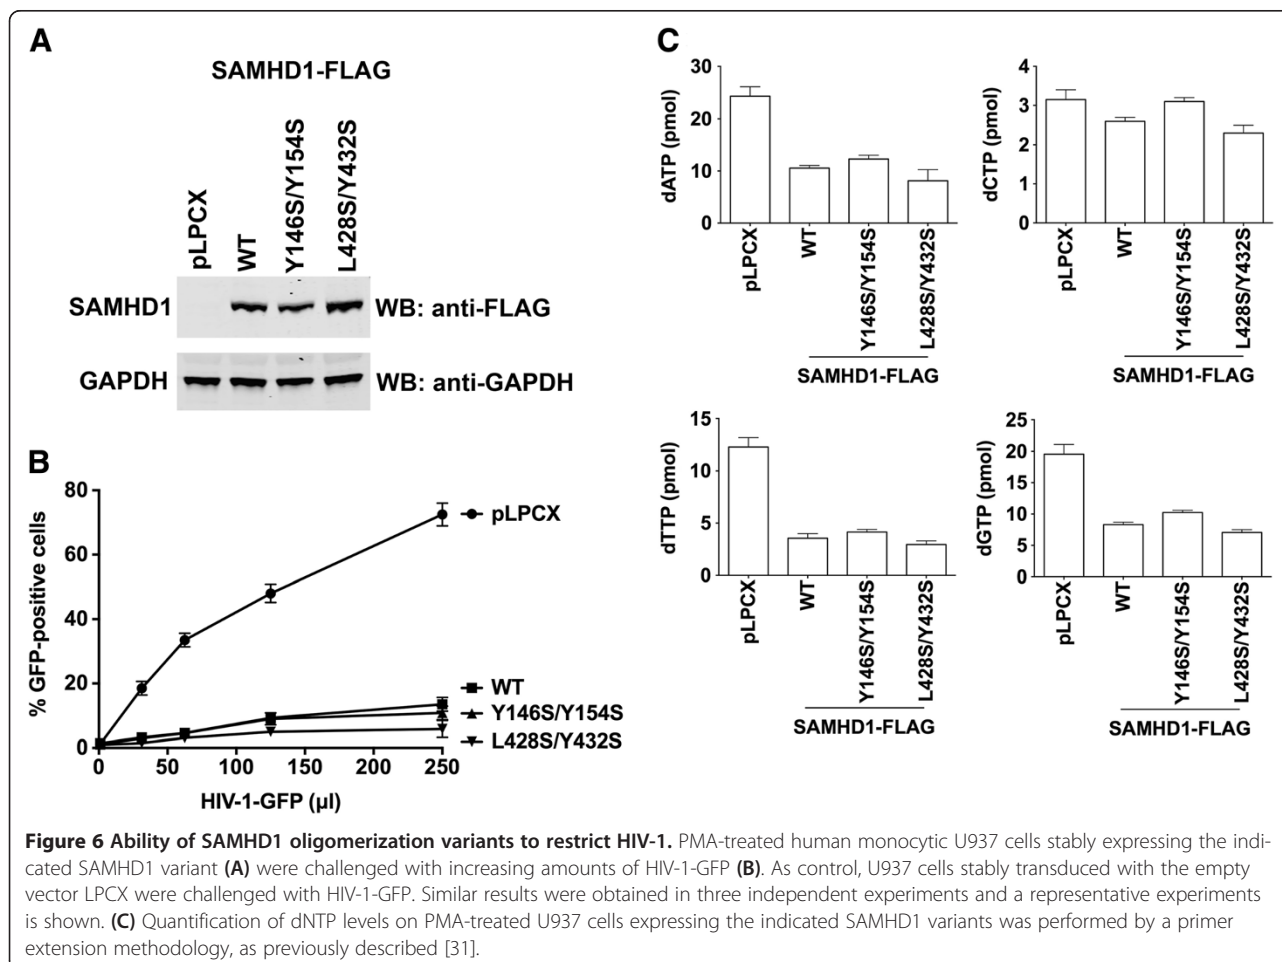 A
SAMHD1-FLAG
pLPCX
WT
Y146S/Y154S
L428S/Y432S
SAMHD1
WB: anti-FLAG
GAPDH
WB: anti-GAPDH
B
80
60
40
20
0
% GFP-positive cells
0 50 100 150 200 250
HIV-1-GFP (µl)
pLPCX
WT
Y146S/Y154S
L428S/Y432S
C
30
20
10
0
dATP (pmol)
pLPCX
WT
Y146S/Y154S
L428S/Y432S
SAMHD1-FLAG
4
3
2
1
0
dCTP (pmol)
pLPCX
WT
Y146S/Y154S
L428S/Y432S
SAMHD1-FLAG
15
10
5
0
dTTP (pmol)
pLPCX
WT
Y146S/Y154S
L428S/Y432S
SAMHD1-FLAG
25
20
15
10
5
0
dGTP (pmol)
pLPCX
WT
Y146S/Y154S
L428S/Y432S
SAMHD1-FLAG
Figure 6 Ability of SAMHD1 oligomerization variants to restrict HIV-1. PMA-treated human monocytic U937 cells stably expressing the indi-
cated SAMHD1 variant (A) were challenged with increasing amounts of HIV-1-GFP (B). As control, U937 cells stably transduced with the empty
vector LPCX were challenged with HIV-1-GFP. Similar results were obtained in three independent experiments and a representative experiments
is shown. (C) Quantification of dNTP levels on PMA-treated U937 cells expressing the indicated SAMHD1 variants was performed by a primer
extension methodology, as previously described [31].